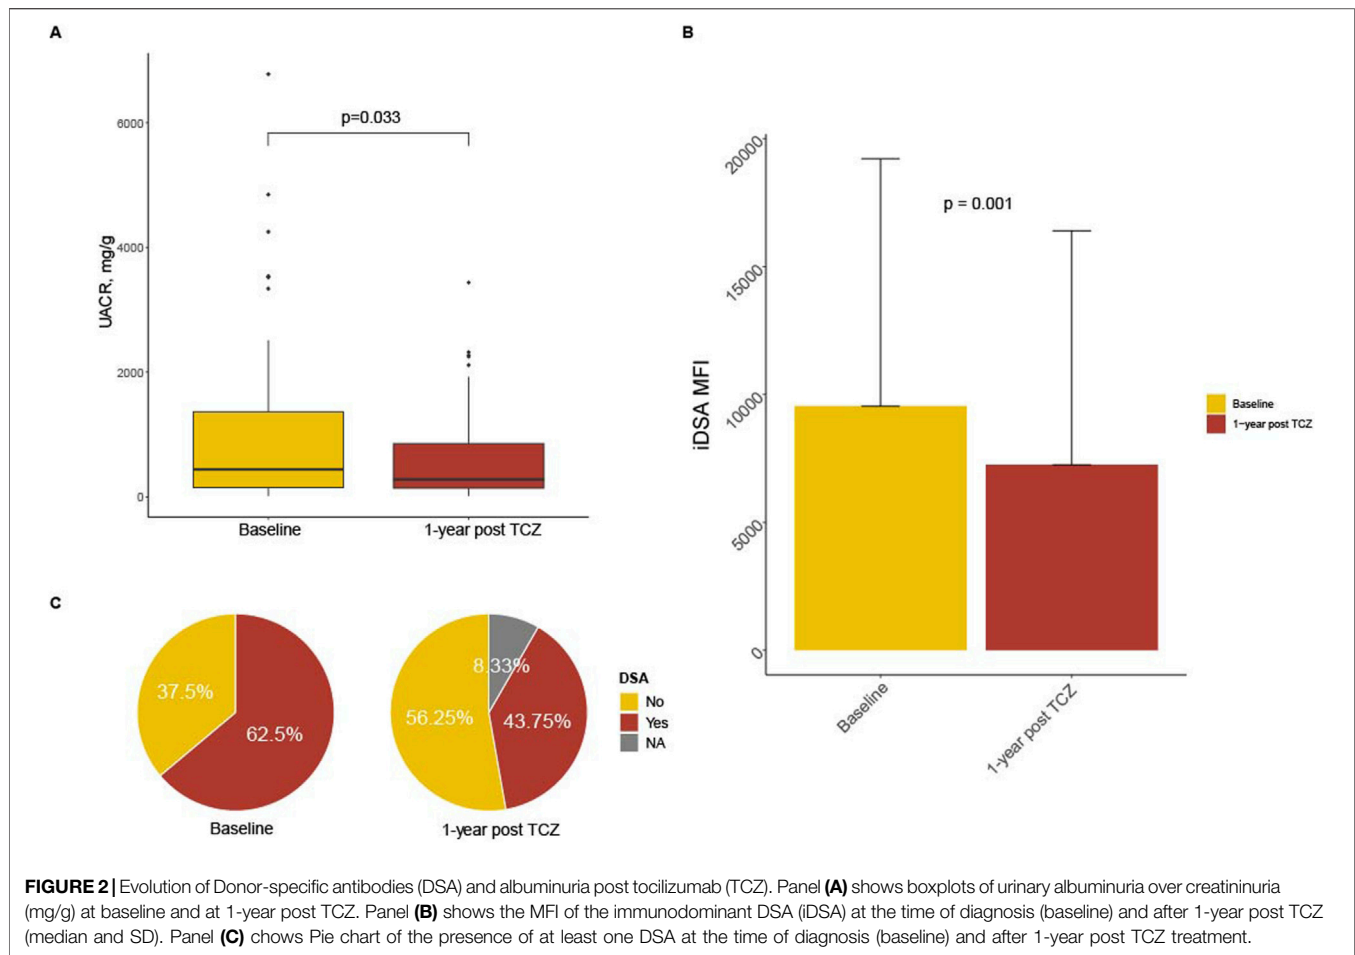 A
p=0.033
UACR, mg/g
6000
4000
2000
0
Baseline
1-year post TCZ
B
p = 0.001
iDSA MFI
20000
15000
10000
5000
0
Baseline
1-year post TCZ
Baseline
1-year post TCZ
C
37.5%
62.5%
Baseline
8.33%
56.25%
43.75%
1-year post TCZ
DSA
No
Yes
NA
FIGURE 2 | Evolution of Donor-specific antibodies (DSA) and albuminuria post tocilizumab (TCZ). Panel (A) shows boxplots of urinary albuminuria over creatininuria
(mg/g) at baseline and at 1-year post TCZ. Panel (B) shows the MFI of the immunodominant DSA (iDSA) at the time of diagnosis (baseline) and after 1-year post TCZ
(median and SD). Panel (C) chows Pie chart of the presence of at least one DSA at the time of diagnosis (baseline) and after 1-year post TCZ treatment.